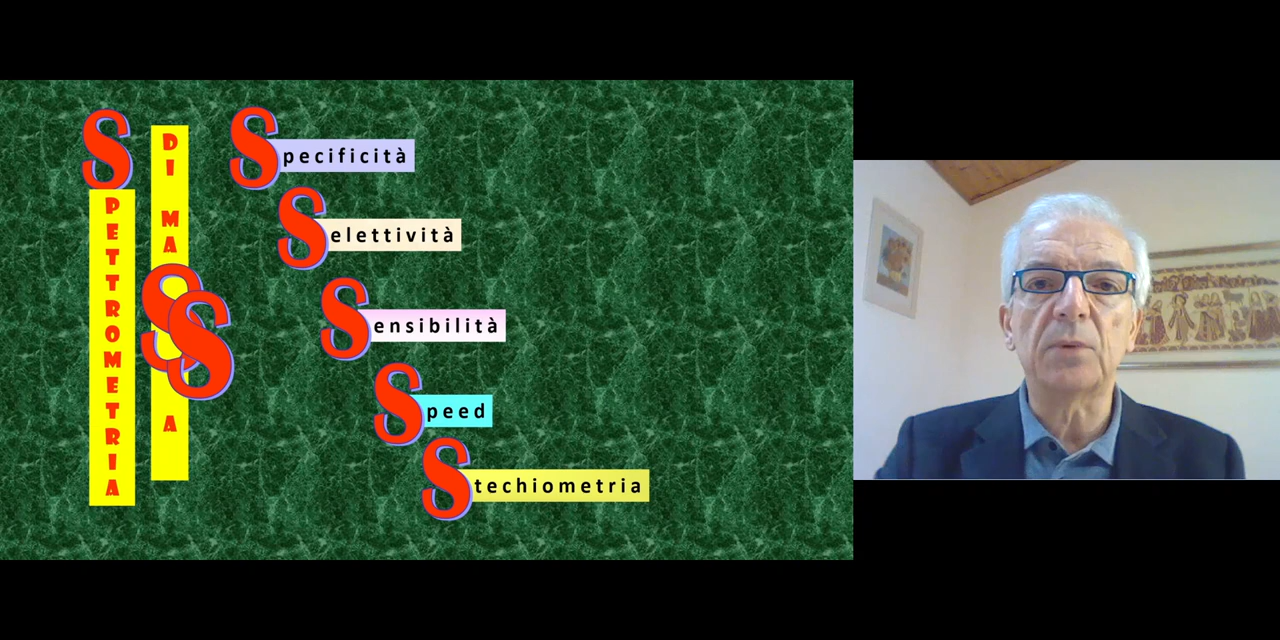 SPETTROMETRIA
DI MASSA
Specificità
Selettività
Sensibilità
Speed
Stechiometria